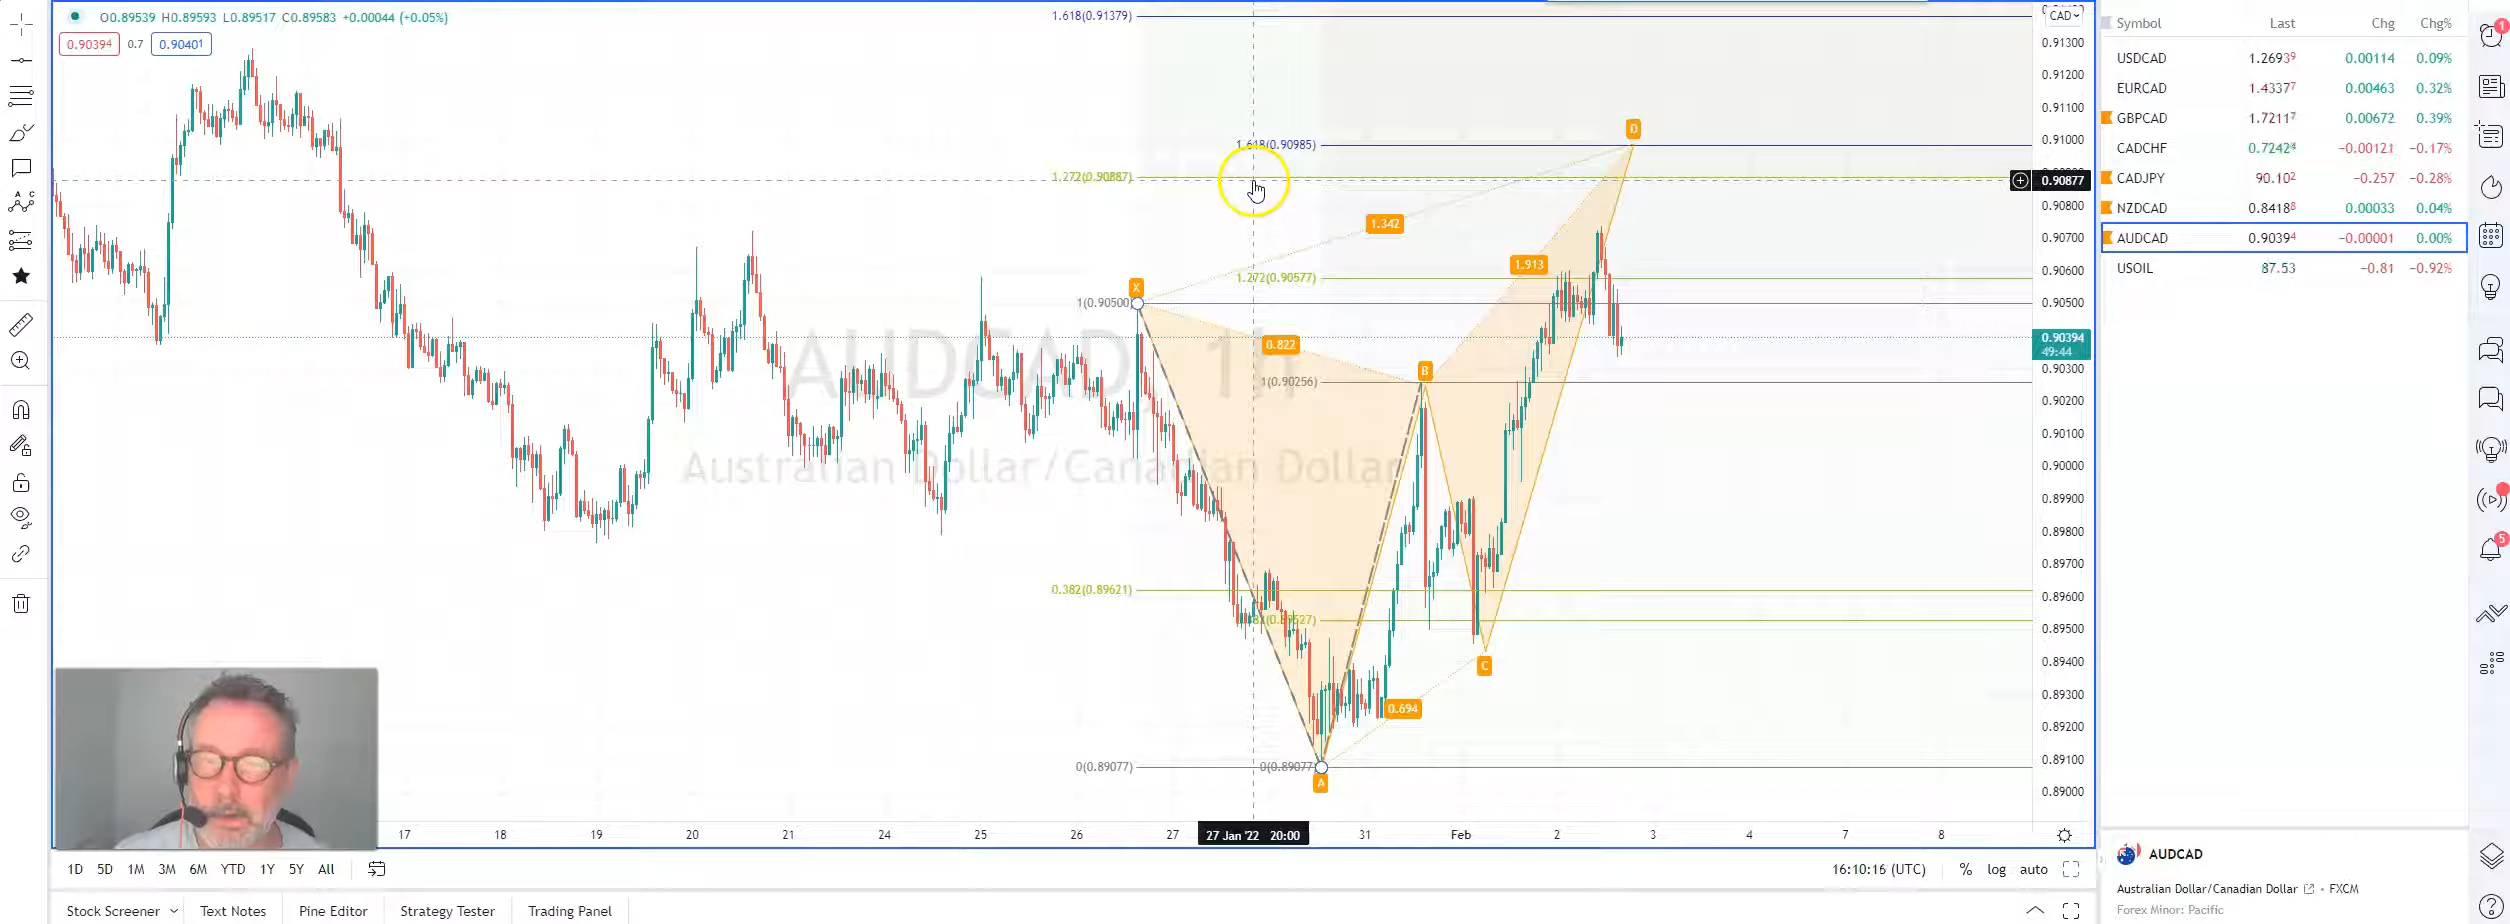 O0.89539 H0.89593 L0.89517 C0.89583 +0.00044 (+0.05%)
0.90394 0.7 0.90401
1.618(0.91379)
1.618(0.90985)
1.342
1.913
1.272(0.90577)
1(0.90500)
0.822
1(0.90256)
0.382(0.89621)
0.694
0(0.89077)
0(0.89077)
X
A
B
C
D
AUDCAD, 1h
Australian Dollar/Canadian Dollar
CAD
0.91300
0.91200
0.91100
0.91000
0.90877
0.90800
0.90700
0.90600
0.90500
0.90394
49:44
0.90300
0.90200
0.90100
0.90000
0.89900
0.89800
0.89700
0.89600
0.89500
0.89400
0.89300
0.89200
0.89100
0.89000
17 18 19 20 21 24 25 26 27 27 Jan '22 20:00 31 Feb 2 3 4 7 8
1D 5D 1M 3M 6M YTD 1Y 5Y All
16:10:16 (UTC) % log auto
Stock Screener Text Notes Pine Editor Strategy Tester Trading Panel
Symbol Last Chg Chg%
USDCAD 1.26939 0.00114 0.09%
EURCAD 1.43377 0.00463 0.32%
GBPCAD 1.72117 0.00672 0.39%
CADCHF 0.72424 −0.00121 −0.17%
CADJPY 90.102 −0.257 −0.28%
NZDCAD 0.84188 0.00033 0.04%
AUDCAD 0.90394 −0.00001 0.00%
USOIL 87.53 −0.81 −0.92%
AUDCAD
Australian Dollar/Canadian Dollar • FXCM
Forex Minor: Pacific
A C
1
5